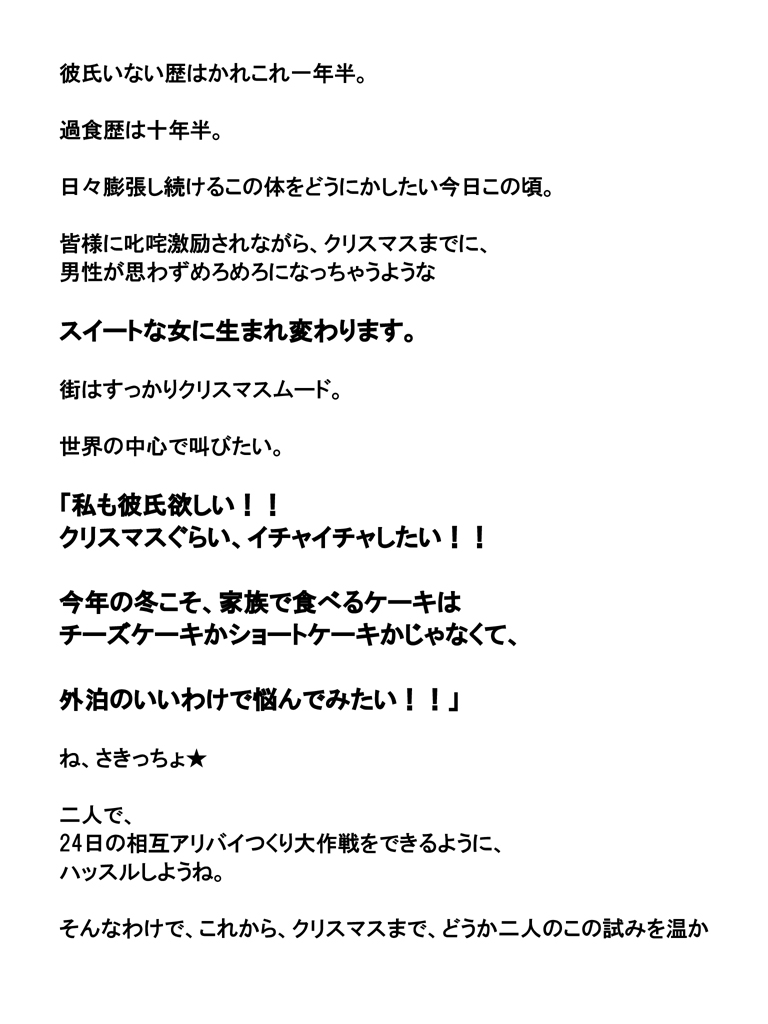 彼氏いない歴はかれこれ一年半。
過食歴は十年半。
日々膨張し続けるこの体をどうにかしたい今日この頃。
皆様に叱咤激励されながら、クリスマスまでに、
男性が思わずめろめろになっちゃうような
スイートな女に生まれ変わります。
街はすっかりクリスマスムード。
世界の中心で叫びたい。
「私も彼氏欲しい！！
クリスマスぐらい、イチャイチャしたい！！
今年の冬こそ、家族で食べるケーキは
チーズケーキかショートケーキかじゃなくて、
外泊のいいわけで悩んでみたい！！」
ね、さきっちょ★
二人で、
24日の相互アリバイつくり大作戦をできるように、
ハッスルしようね。
そんなわけで、これから、クリスマスまで、どうか二人のこの試みを温か